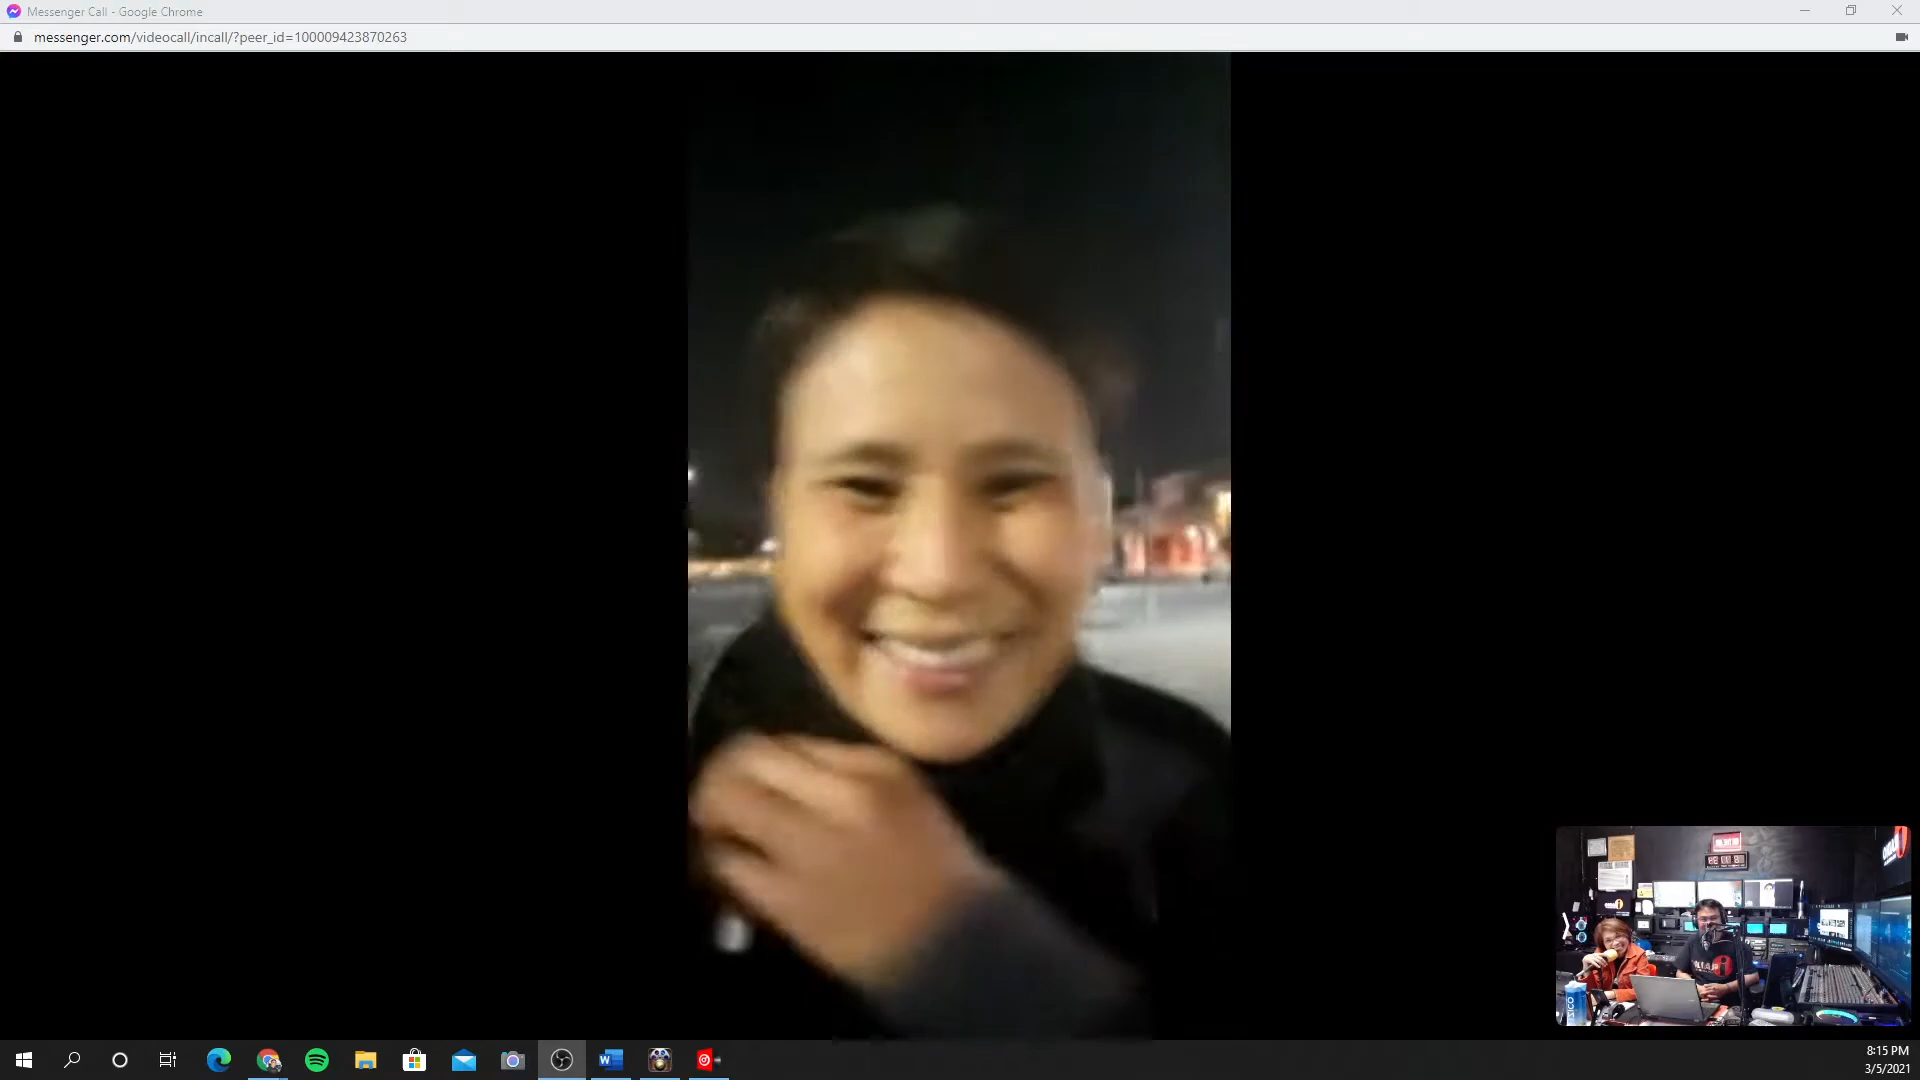 Messenger Call - Google Chrome
messenger.com/videocall/incall/?peer_id=100009423870263
8:15 PM
3/5/2021